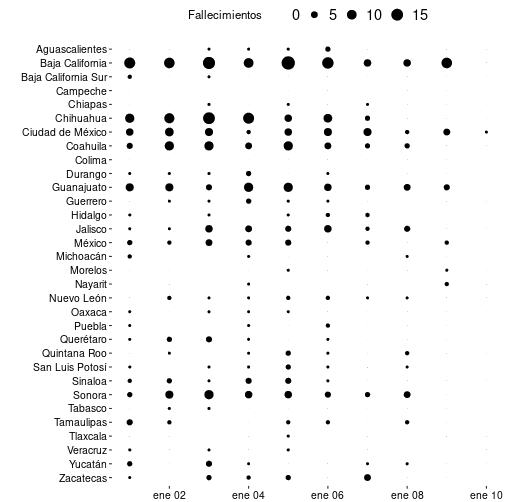 Fallecimientos 0 5 10 15
Aguascalientes
Baja California
Baja California Sur
Campeche
Chiapas
Chihuahua
Ciudad de México
Coahuila
Colima
Durango
Guanajuato
Guerrero
Hidalgo
Jalisco
México
Michoacán
Morelos
Nayarit
Nuevo León
Oaxaca
Puebla
Querétaro
Quintana Roo
San Luis Potosí
Sinaloa
Sonora
Tabasco
Tamaulipas
Tlaxcala
Veracruz
Yucatán
Zacatecas
ene 02 ene 04 ene 06 ene 08 ene 10